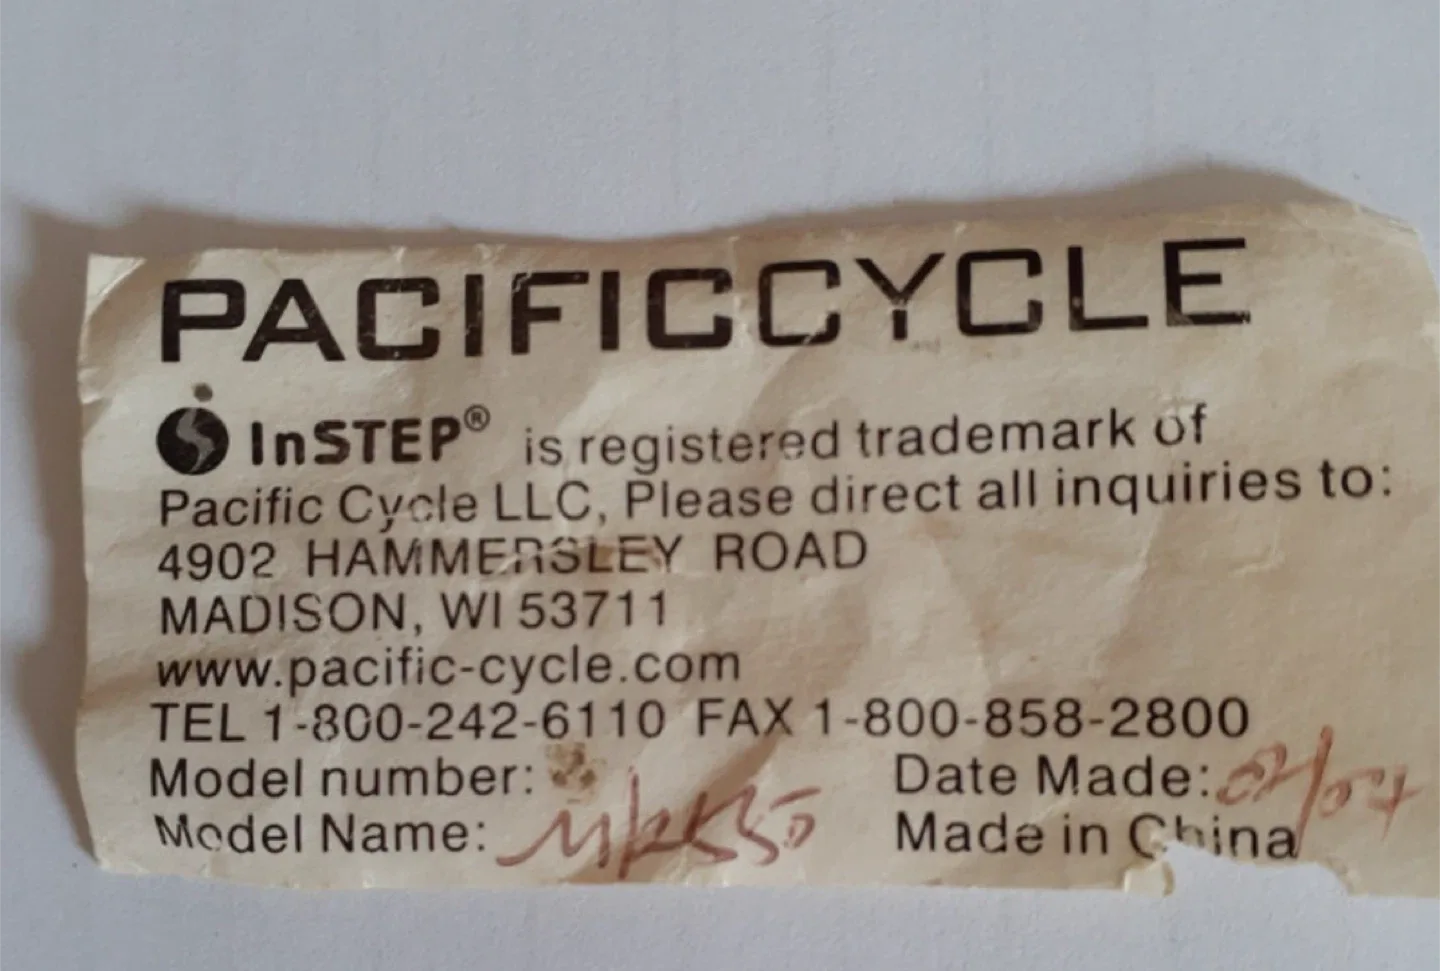 PACIFICCYCLE
InSTEP® is registered trademark of
Pacific Cycle LLC, Please direct all inquiries to:
4902 HAMMERSLEY ROAD
MADISON, WI 53711
www.pacific-cycle.com
TEL 1-800-242-6110 FAX 1-800-858-2800
Model number: Date Made:
Model Name: Made in China